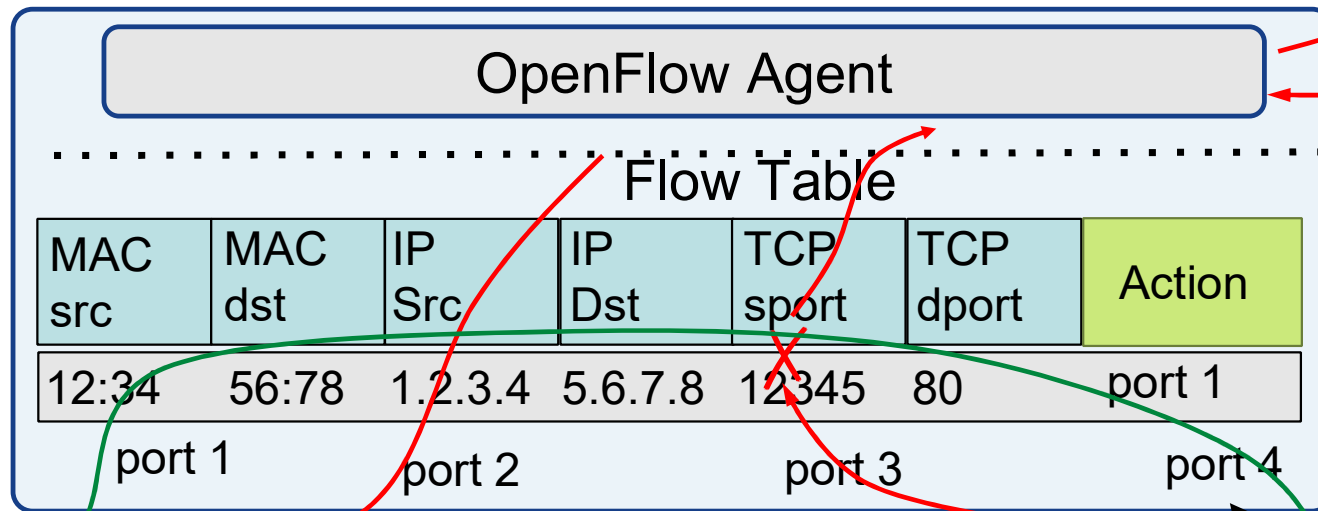 OpenFlow Agent
Flow Table
MAC src
MAC dst
IP Src
IP Dst
TCP sport
TCP dport
Action
12:34 56:78 1.2.3.4 5.6.7.8 12345 80 port 1
port 1 port 2 port 3 port 4